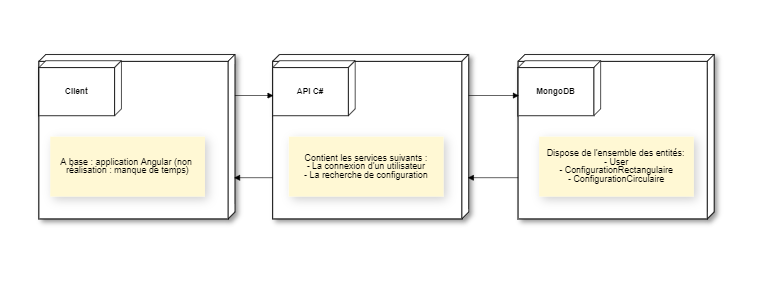 Client
API C#
MongoDB
A base : application Angular (non
réalisation : manque de temps)
Contient les services suivants :
- La connexion d'un utilisateur
- La recherche de configuration
Dispose de l'ensemble des entités:
- User
- ConfigurationRectangulaire
- ConfigurationCirculaire